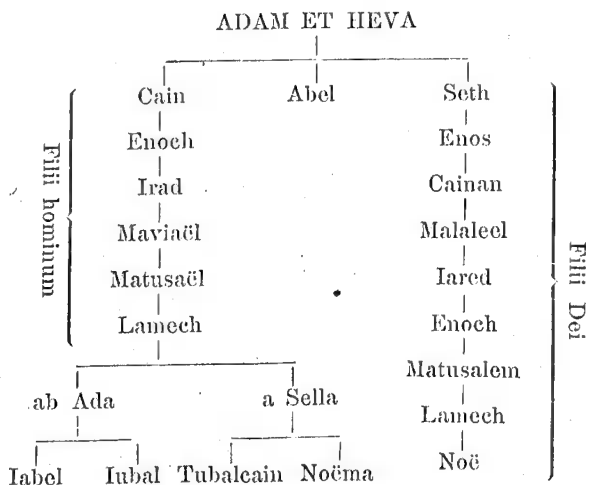 ADAM ET HEVA
Cain Abel Seth
Enoch Enos
Irad Cainan
Maviaël Malaleel
Matusaël Iared
Lamech Enoch
Matusalem
ab Ada a Sella
Lamech
Iabel Iubal Tubalcain Noëma Noë
Filii hominum
Filii Dei